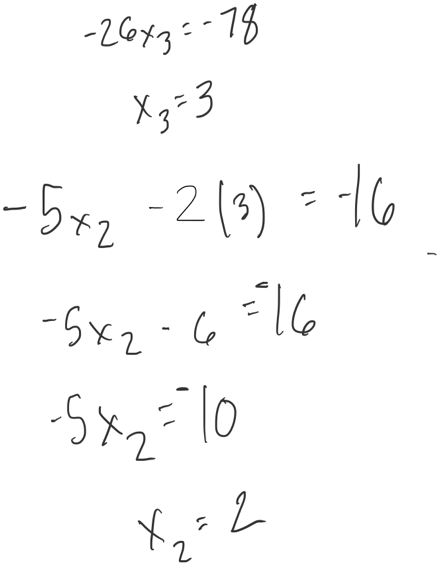 -26x₃ = -78
x₃ = 3
-5x₂ - 2(3) = -16
-5x₂ - 6 = -16
-5x₂ = -10
x₂ = 2